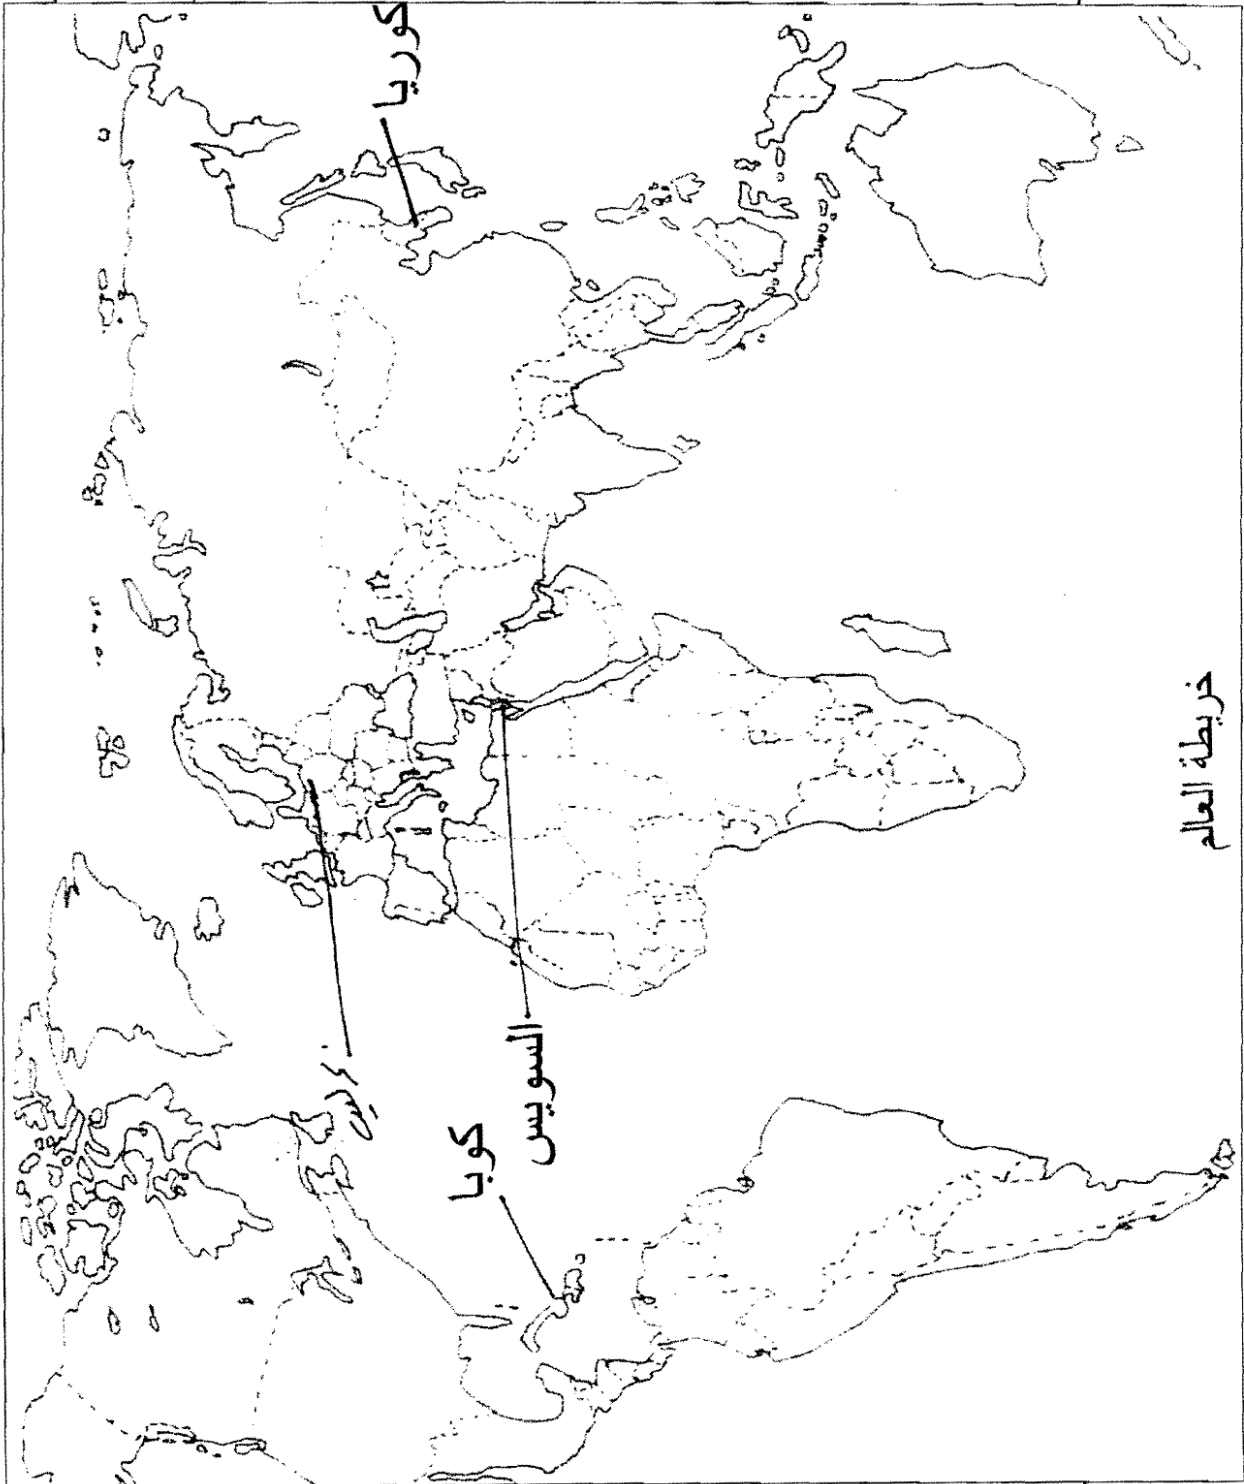 خريطة العالم
كوريا
برلين
السويس
كوبا